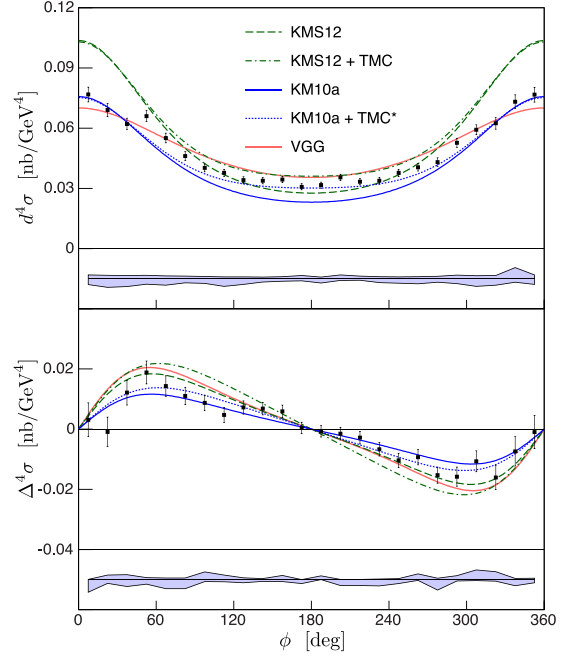 0.12
0.09
0.06
0.03
0
d⁴σ [nb/GeV⁴]
KMS12
KMS12 + TMC
KM10a
KM10a + TMC*
VGG
0.02
0
-0.02
-0.04
Δ⁴σ [nb/GeV⁴]
0 60 120 180 240 300 360
ϕ [deg]